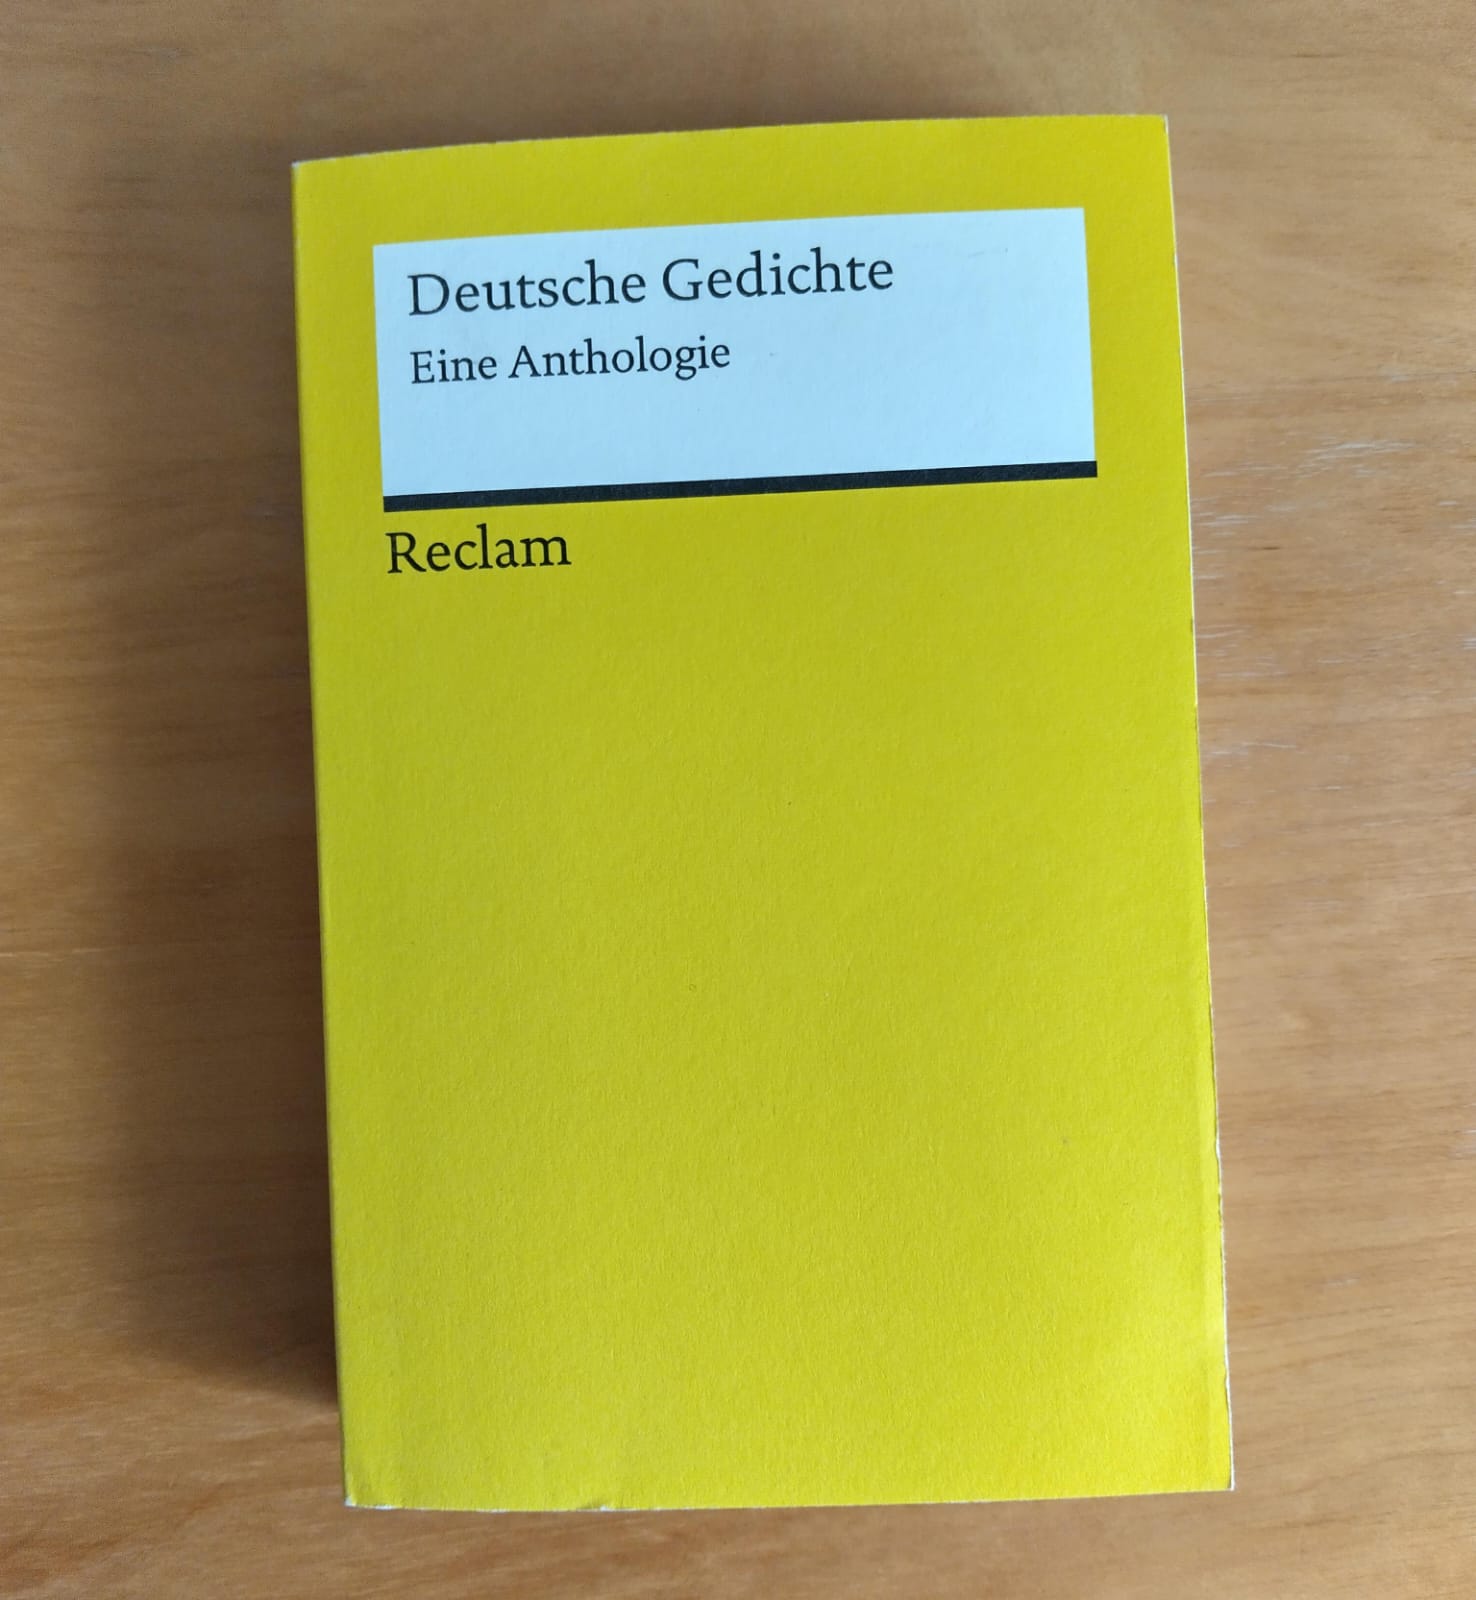 Deutsche Gedichte
Eine Anthologie
Reclam